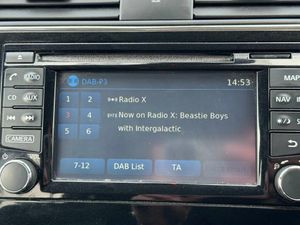 DAB-P3 14:53
1 2 Radio X
3 4 Now on Radio X: Beastie Boys
5 6 with Intergalactic
7-12 DAB List TA
RADIO
CD AUX
CAMERA
MAP
NAV